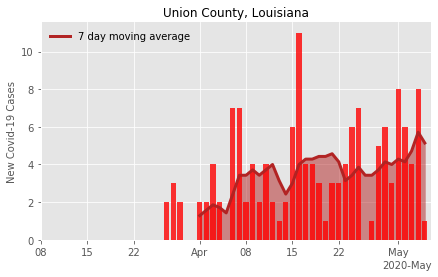 Union County, Louisiana
7 day moving average
New Covid-19 Cases
10
8
6
4
2
0
08
15
22
Apr
08
15
22
May
2020-May